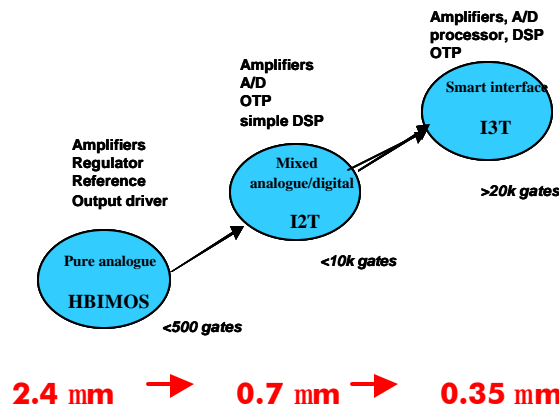 Amplifiers, A/D
processor, DSP
OTP
Smart interface
I3T
>20k gates
Amplifiers
A/D
OTP
simple DSP
Mixed
analogue/digital
I2T
<10k gates
Amplifiers
Regulator
Reference
Output driver
Pure analogue
HBIMOS
<500 gates
2.4 mm
0.7 mm
0.35 mm